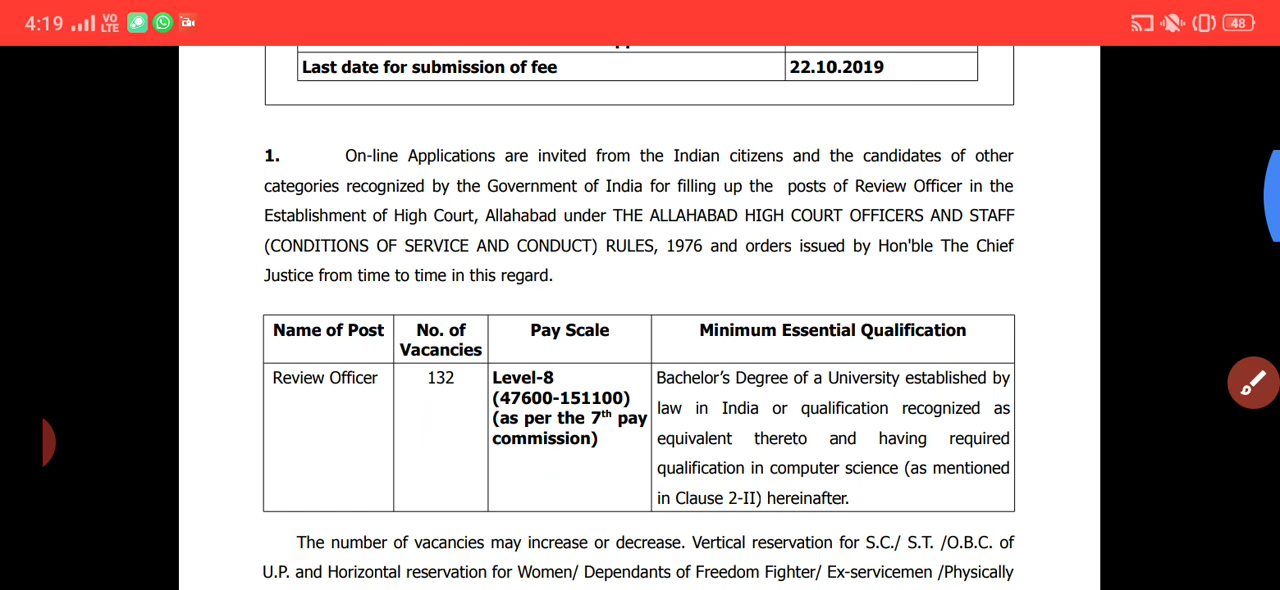 4:19 VO LTE 48
Last date for submission of fee 22.10.2019
1. On-line Applications are invited from the Indian citizens and the candidates of other
categories recognized by the Government of India for filling up the posts of Review Officer in the
Establishment of High Court, Allahabad under THE ALLAHABAD HIGH COURT OFFICERS AND STAFF
(CONDITIONS OF SERVICE AND CONDUCT) RULES, 1976 and orders issued by Hon'ble The Chief
Justice from time to time in this regard.
Name of Post
No. of
Vacancies
Pay Scale
Minimum Essential Qualification
Review Officer
132
Level-8
(47600-151100)
(as per the 7th pay
commission)
Bachelor’s Degree of a University established by
law in India or qualification recognized as
equivalent thereto and having required
qualification in computer science (as mentioned
in Clause 2-II) hereinafter.
The number of vacancies may increase or decrease. Vertical reservation for S.C./ S.T. /O.B.C. of
U.P. and Horizontal reservation for Women/ Dependants of Freedom Fighter/ Ex-servicemen /Physically